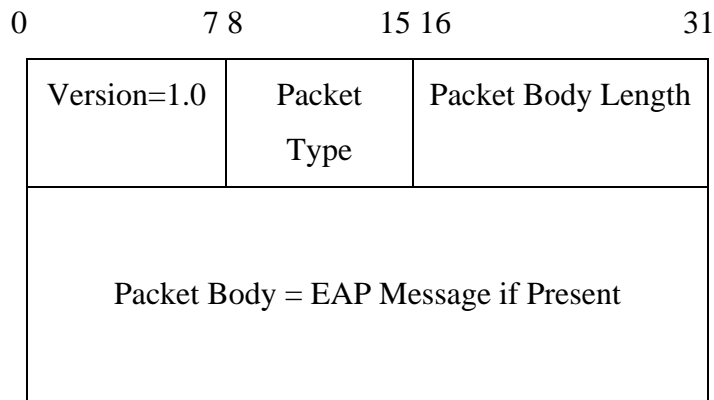 0 7 8 15 16 31
Version=1.0 Packet Packet Body Length
Type
Packet Body = EAP Message if Present